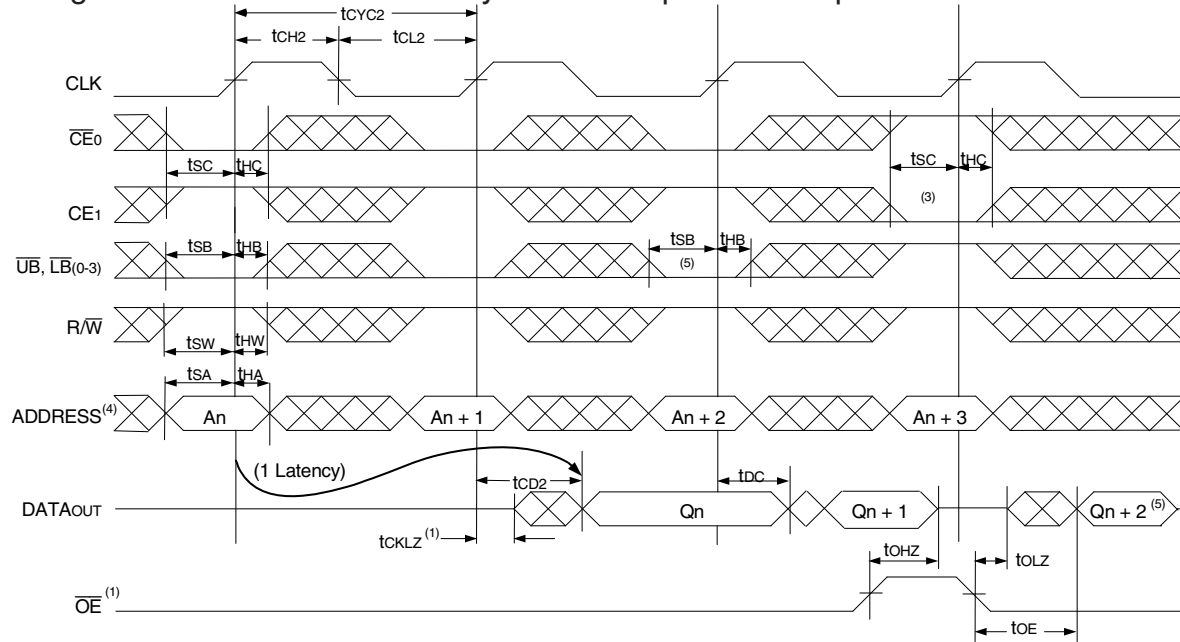 tCYC2
tCH2 tCL2
CLK
CE0
tSC tHC tSC tHC
CE1 (3)
tSB tHB tSB tHB
UB, LB(0-3) (5)
R/W
tSW tHW
tSA tHA
ADDRESS(4) An An + 1 An + 2 An + 3
(1 Latency) tCD2 tDC
DATAOUT Qn Qn + 1 Qn + 2 (5)
tCKLZ (1) tOHZ tOLZ
OE (1)
tOE